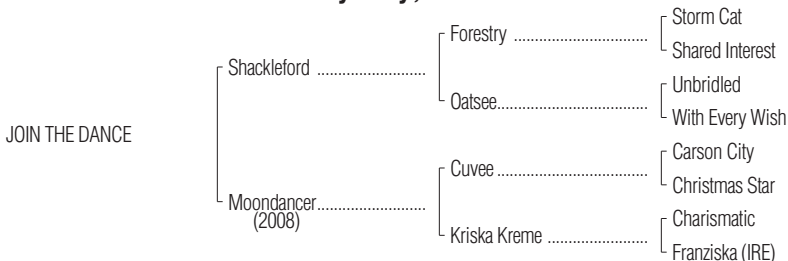 Storm Cat
Forestry ................................
Shared Interest
Shackleford ..........................
Unbridled
Oatsee....................................
With Every Wish
JOIN THE DANCE
Carson City
Cuvee ....................................
Christmas Star
Moondancer..........................
(2008)
Charismatic
Kriska Kreme ........................
Franziska (IRE)